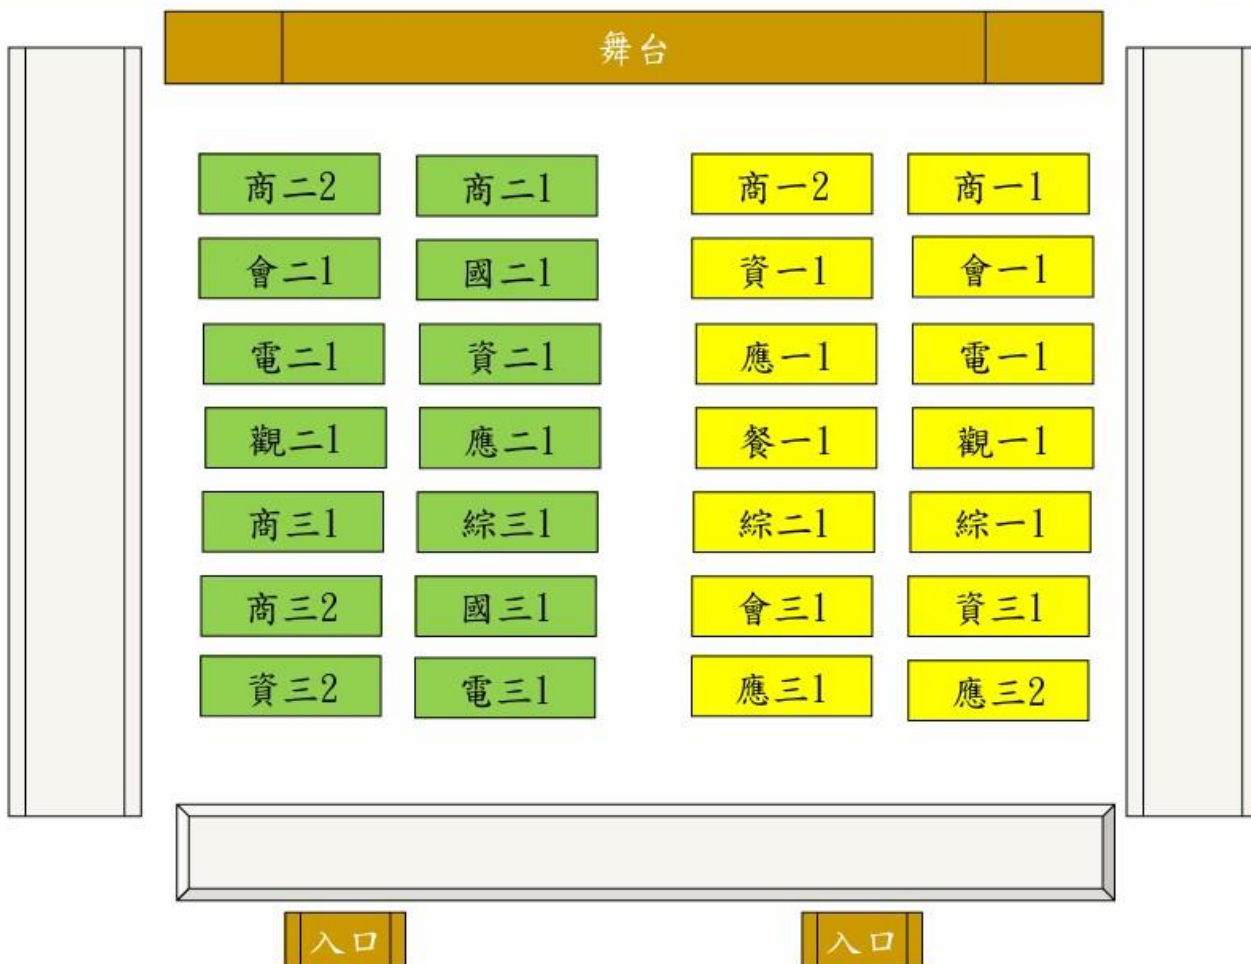 舞台
商二2 商二1 商一2 商一1
會二1 國二1 資一1 會一1
電二1 資二1 應一1 電一1
觀二1 應二1 餐一1 觀一1
商三1 綜三1 綜二1 綜一1
商三2 國三1 會三1 資三1
資三2 電三1 應三1 應三2
入口 入口